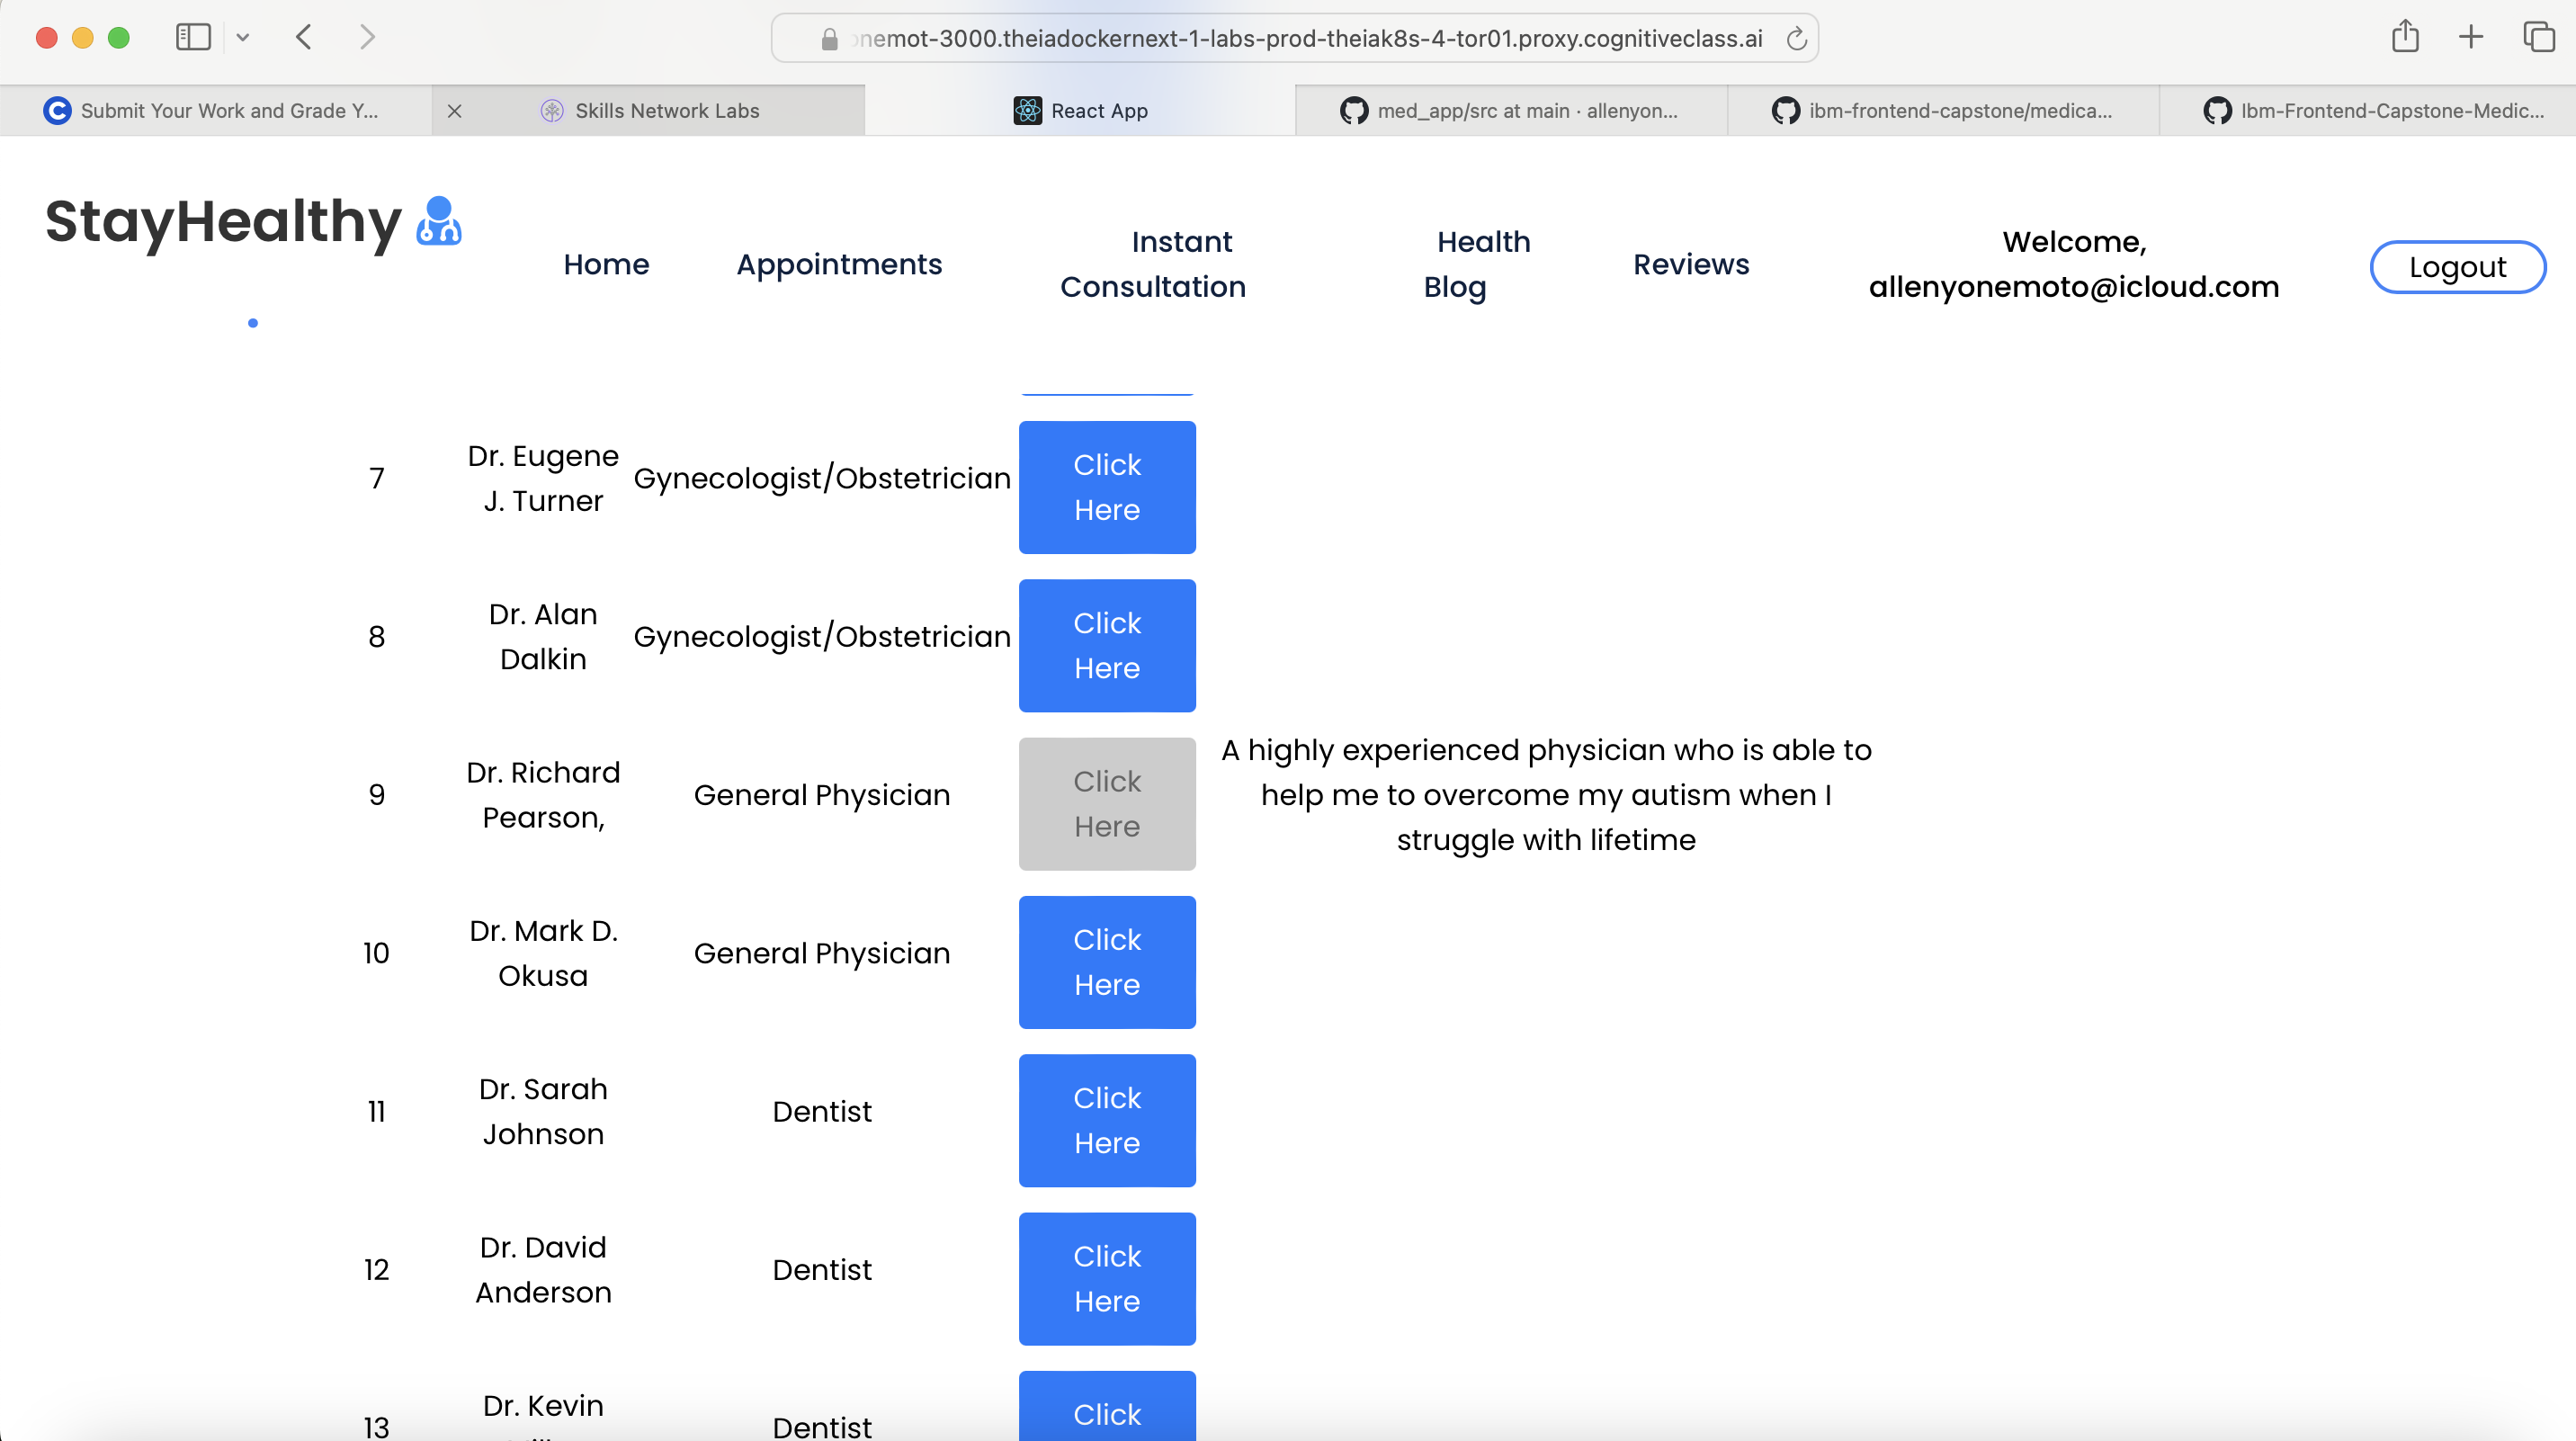 onemot-3000.theiadockernext-1-labs-prod-theiak8s-4-tor01.proxy.cognitiveclass.ai
Submit Your Work and Grade Y...
Skills Network Labs
React App
med_app/src at main · allenyon...
ibm-frontend-capstone/medica...
Ibm-Frontend-Capstone-Medic...
StayHealthy
Home
Appointments
Instant
Consultation
Health
Blog
Reviews
Welcome,
allenyonemoto@icloud.com
Logout
7
Dr. Eugene
J. Turner
Gynecologist/Obstetrician
Click
Here
8
Dr. Alan
Dalkin
Gynecologist/Obstetrician
Click
Here
9
Dr. Richard
Pearson,
General Physician
Click
Here
A highly experienced physician who is able to
help me to overcome my autism when I
struggle with lifetime
10
Dr. Mark D.
Okusa
General Physician
Click
Here
11
Dr. Sarah
Johnson
Dentist
Click
Here
12
Dr. David
Anderson
Dentist
Click
Here
13
Dr. Kevin
Dentist
Click